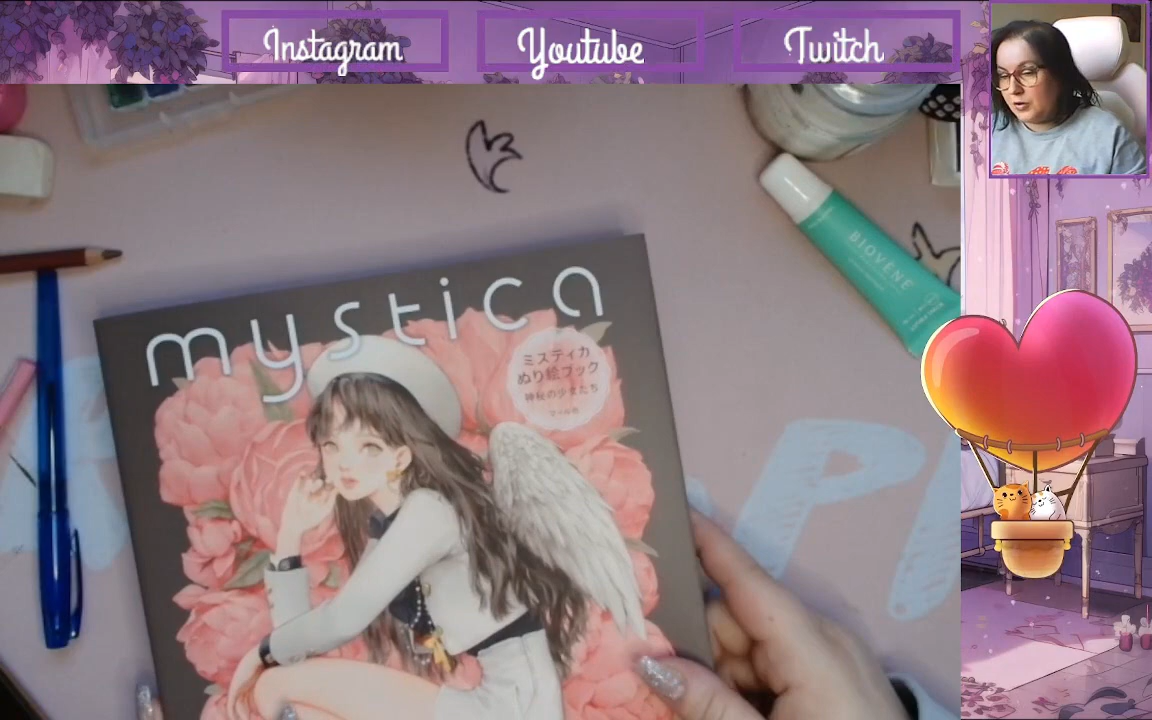 Instagram
Youtube
Twitch
mystica
ミスティカ
ぬり絵ブック
神秘の少女たち
BIOVÈNE